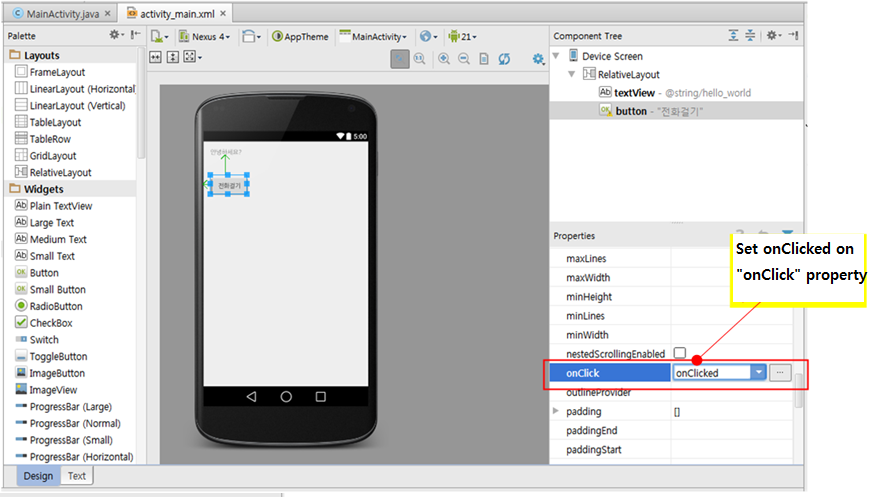 MainActivity.java
activity_main.xml
Palette
Nexus 4
AppTheme
MainActivity
21
Component Tree
Layouts
FrameLayout
LinearLayout (Horizontal)
LinearLayout (Vertical)
TableLayout
TableRow
GridLayout
RelativeLayout
Widgets
Plain TextView
Large Text
Medium Text
Small Text
Button
Small Button
RadioButton
CheckBox
Switch
ToggleButton
ImageButton
ImageView
ProgressBar (Large)
ProgressBar (Normal)
ProgressBar (Small)
ProgressBar (Horizontal)
Design
Text
5:00
안녕하세요?
전화걸기
Device Screen
RelativeLayout
Ab textView - @string/hello_world
OK button - "전화걸기"
Properties
maxLines
maxWidth
minHeight
minLines
minWidth
nestedScrollingEnabled
onClick onClicked ...
outlineProvider
padding []
paddingEnd
paddingStart
Set onClicked on
"onClick" property